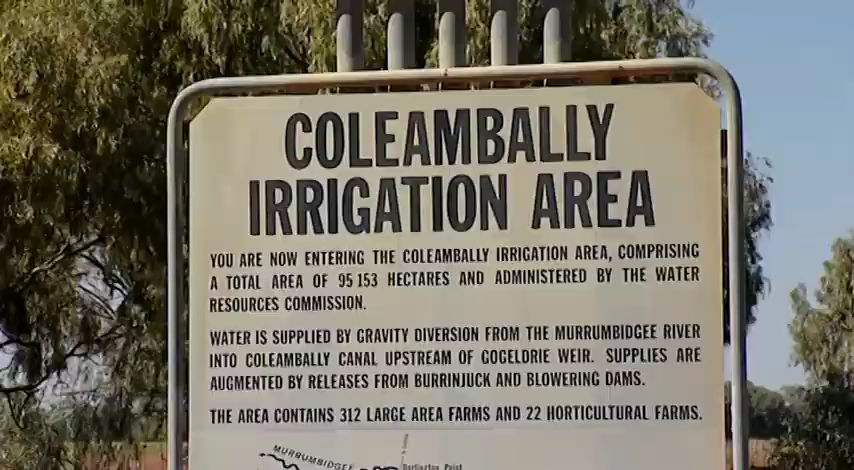 COLEAMBALLY
IRRIGATION AREA
YOU ARE NOW ENTERING THE COLEAMBALLY IRRIGATION AREA, COMPRISING
A TOTAL AREA OF 95 153 HECTARES AND ADMINISTERED BY THE WATER
RESOURCES COMMISSION.
WATER IS SUPPLIED BY GRAVITY DIVERSION FROM THE MURRUMBIDGEE RIVER
INTO COLEAMBALLY CANAL UPSTREAM OF GOGELDRIE WEIR. SUPPLIES ARE
AUGMENTED BY RELEASES FROM BURRINJUCK AND BLOWERING DAMS.
THE AREA CONTAINS 312 LARGE AREA FARMS AND 22 HORTICULTURAL FARMS.
MURRUMBIDGEE
Darlington Point